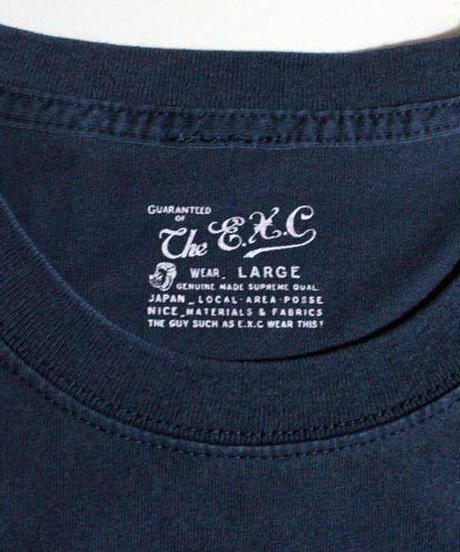 GUARANTEED
OF
The E.X.C
WEAR_ LARGE
GENUINE MADE SUPREME QUAL.
JAPAN_LOCAL-AREA-POSSE
NICE_MATERIALS & FABRICS
THE GUY SUCH AS E.X.C WEAR THIS!